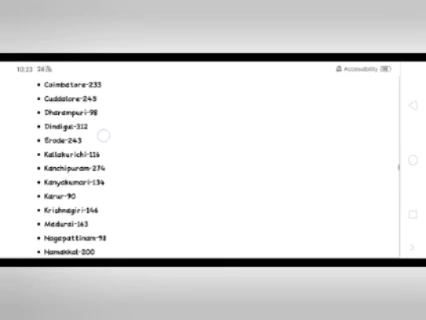 10:23
Accessibility
• Coimbatore-233
• Cuddalore-245
• Dharampuri-98
• Dindigul-312
• Erode-243
• Kallakurichi-116
• Kanchipuram-274
• Kanyakumari-134
• Karur-90
• Krishnagiri-146
• Madurai-163
• Nagapattinam-98
• Namakkal-200